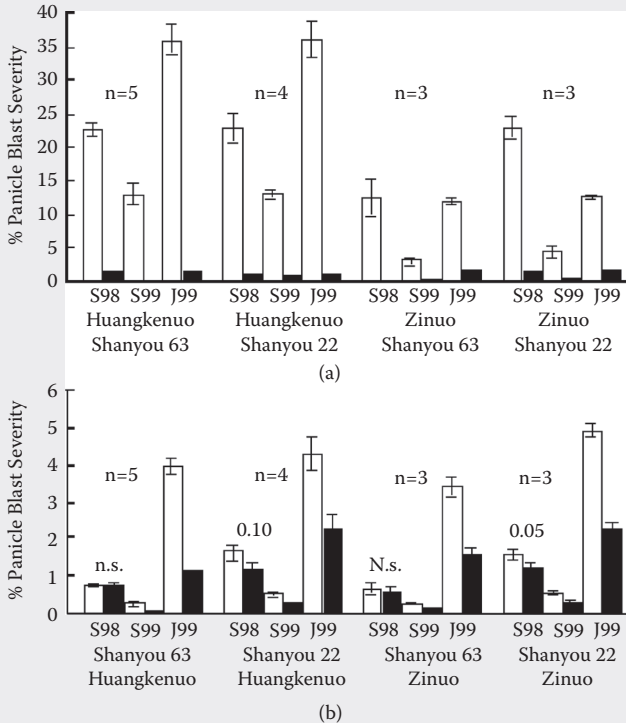 % Panicle Blast Severity
40
35
30
25
20
15
10
5
0
n=5 n=4 n=3 n=3
S98 S99 J99 S98 S99 J99 S98 S99 J99 S98 S99 J99
Huangkenuo Huangkenuo Zinuo Zinuo
Shanyou 63 Shanyou 22 Shanyou 63 Shanyou 22
(a)
% Panicle Blast Severity
6
5
4
3
2
1
0
n=5 n=4 n=3 n=3
n.s. 0.10 N.s. 0.05
S98 S99 J99 S98 S99 J99 S98 S99 J99 S98 S99 J99
Shanyou 63 Shanyou 22 Shanyou 63 Shanyou 22
Huangkenuo Huangkenuo Zinuo Zinuo
(b)